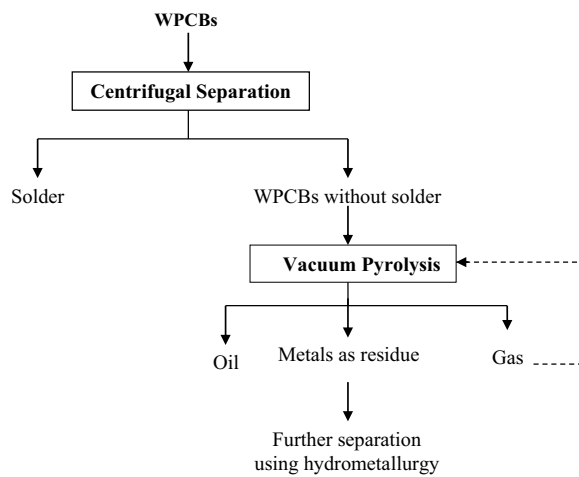 WPCBs
Centrifugal Separation
Solder
WPCBs without solder
Vacuum Pyrolysis
Oil
Metals as residue
Gas
Further separation
using hydrometallurgy